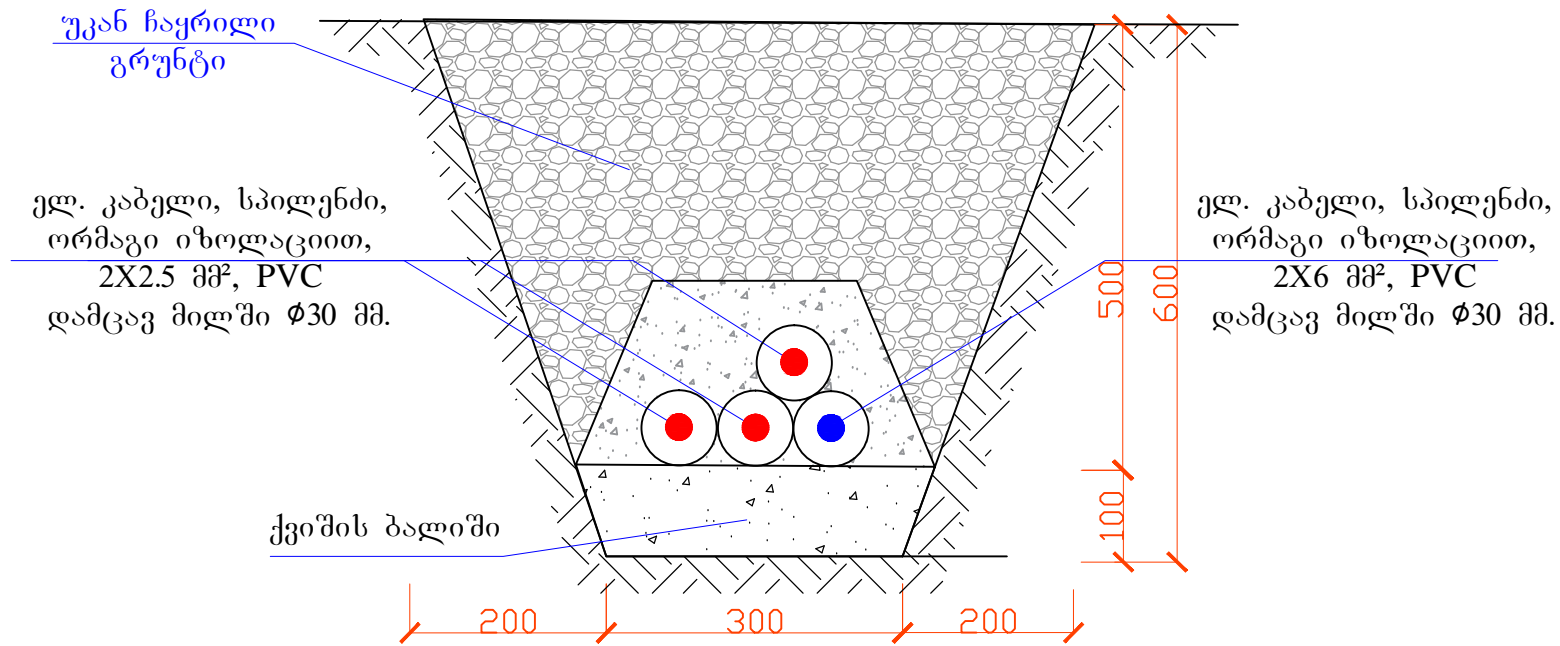 უკან ჩაყრილი
გრუნტი
ელ. კაბელი, სპილენძი,
ორმაგი იზოლაციით,
2X2.5 მმ², PVC
დამცავ მილში Ø30 მმ.
ელ. კაბელი, სპილენძი,
ორმაგი იზოლაციით,
2X6 მმ², PVC
დამცავ მილში Ø30 მმ.
500
600
100
ქვიშის ბალიში
200
300
200